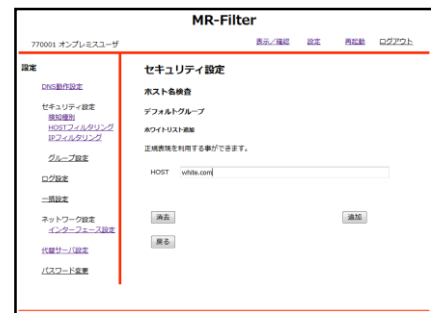 MR-Filter
770001 オンプレミスユーザ
表示／確認 設定 再起動 ログアウト
設定
DNS動作設定
セキュリティ設定
検知種別
HOSTフィルタリング
IPフィルタリング
グループ設定
ログ設定
一括設定
ネットワーク設定
インターフェース設定
代替サーバ設定
パスワード変更
セキュリティ設定
ホスト名検査
デフォルトグループ
ホワイトリスト追加
正規表現を利用する事ができます。
HOST white.com
消去 追加
戻る